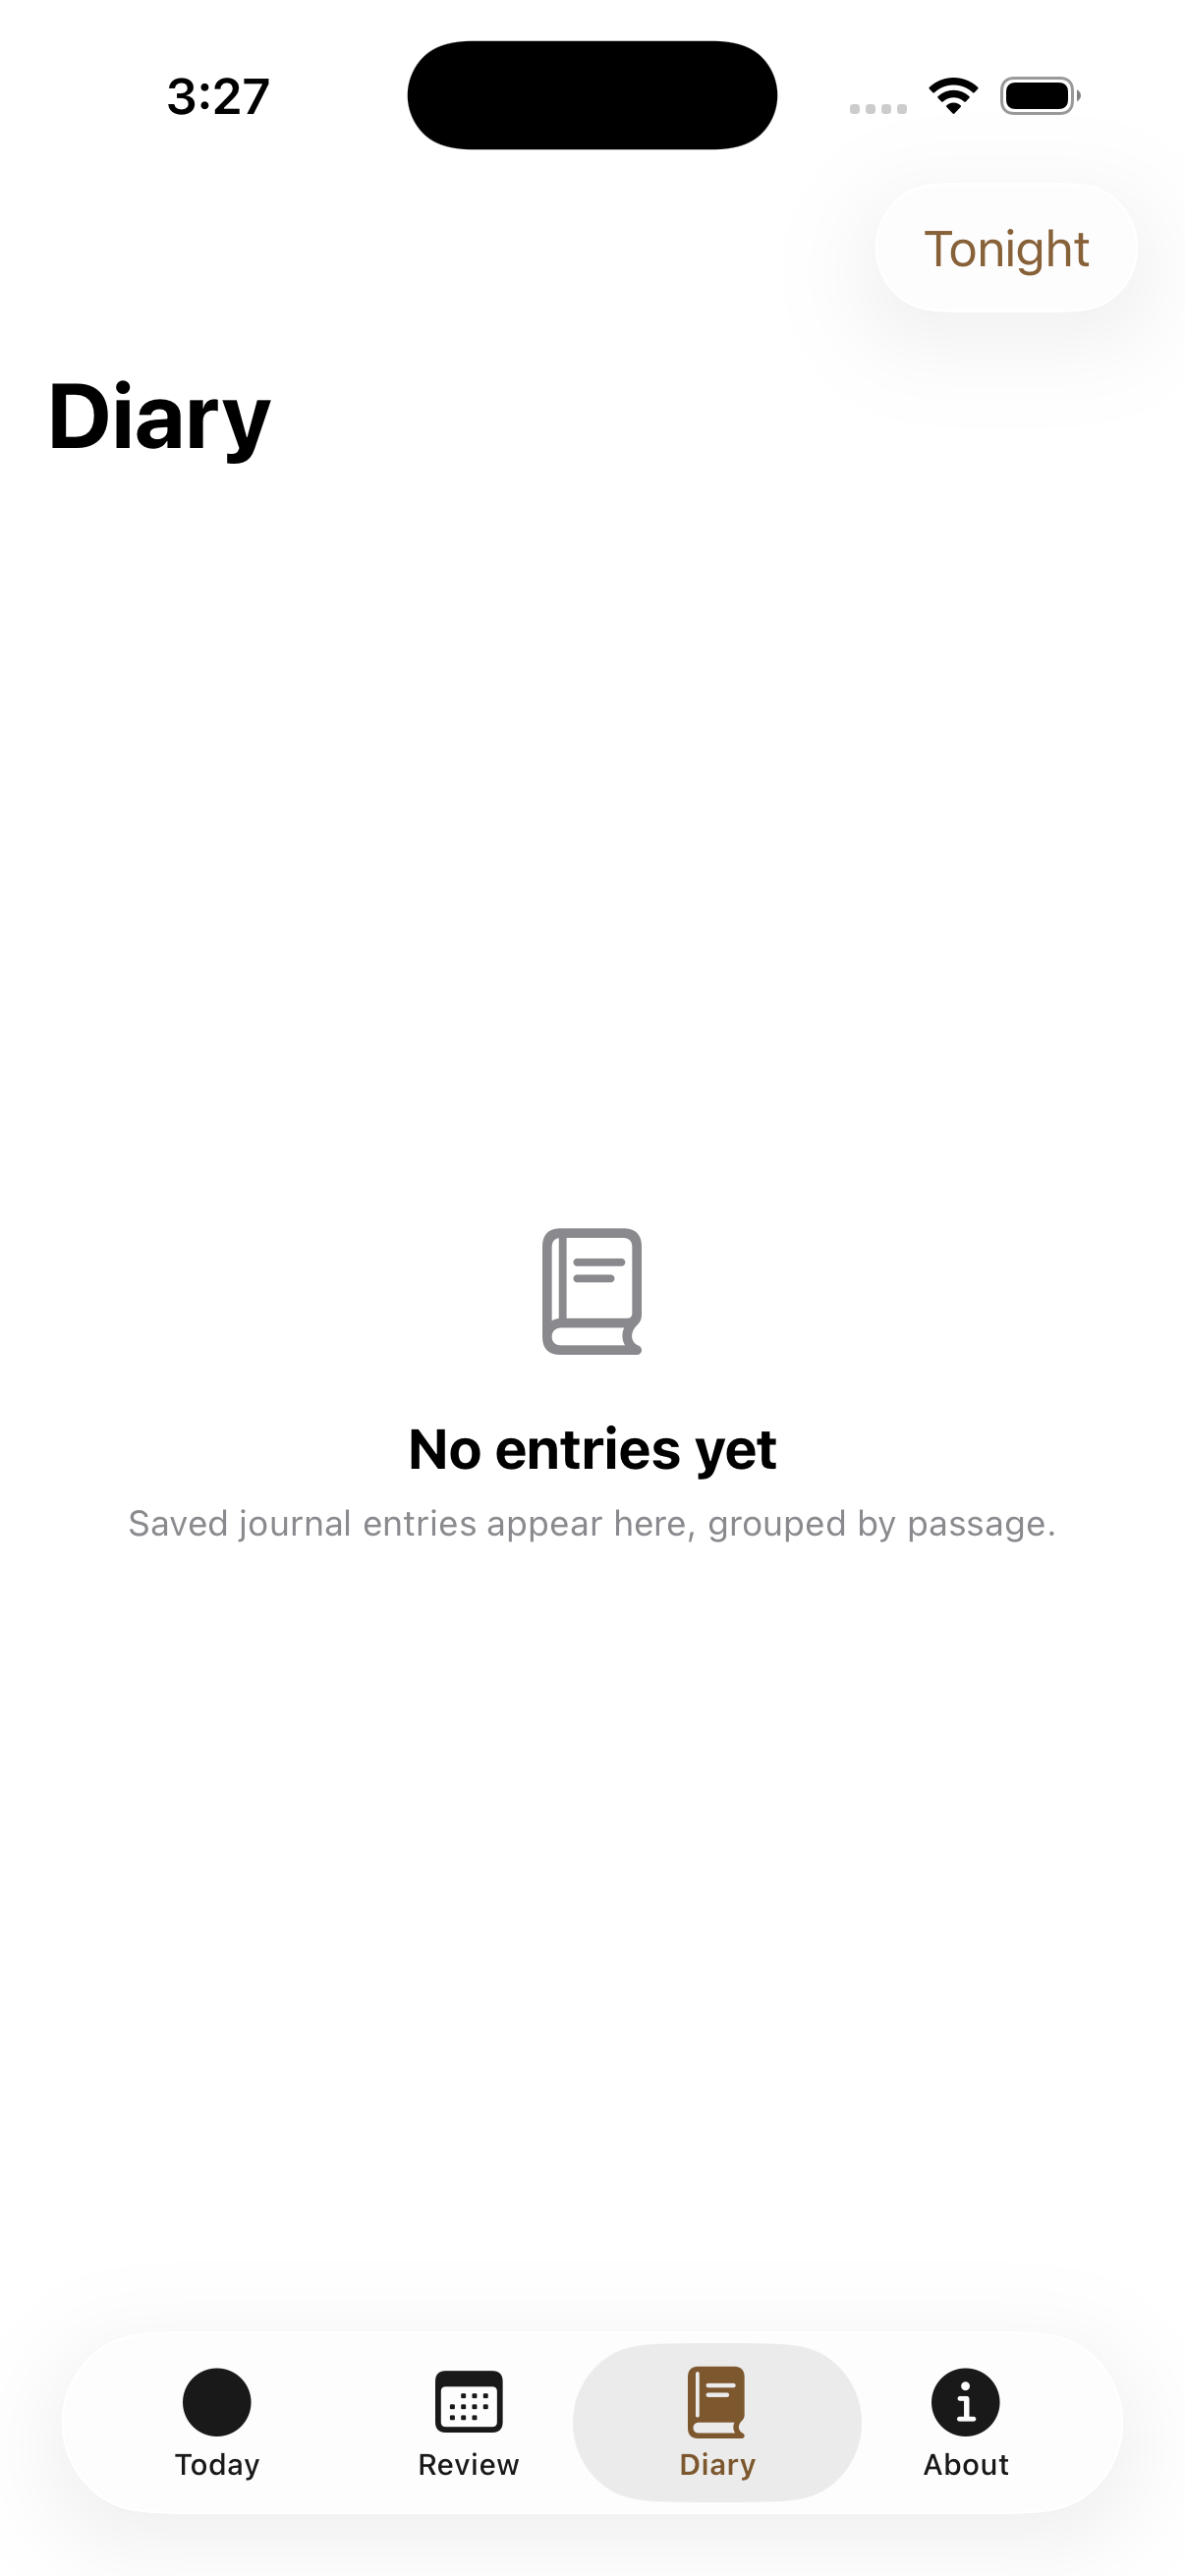 3:27
Tonight
Diary
No entries yet
Saved journal entries appear here, grouped by passage.
Today
Review
Diary
About